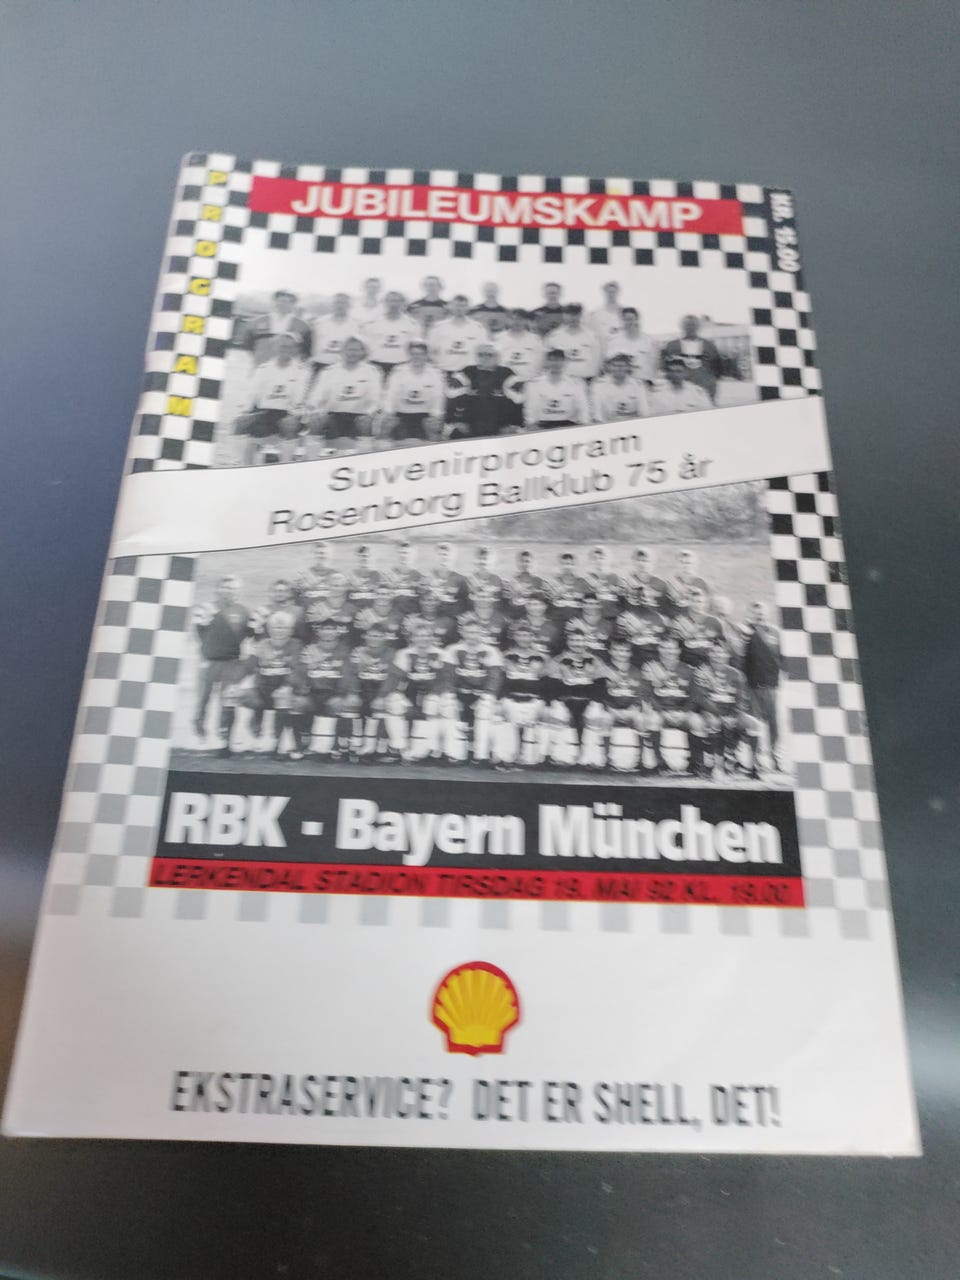 PROGRAM
JUBILEUMSKAMP
KR. 15.00
Suvenirprogram
Rosenborg Ballklub 75 år
RBK - Bayern München
LERKENDAL STADION TIRSDAG 19. MAI 92 KL. 19.00
EKSTRASERVICE? DET ER SHELL, DET!